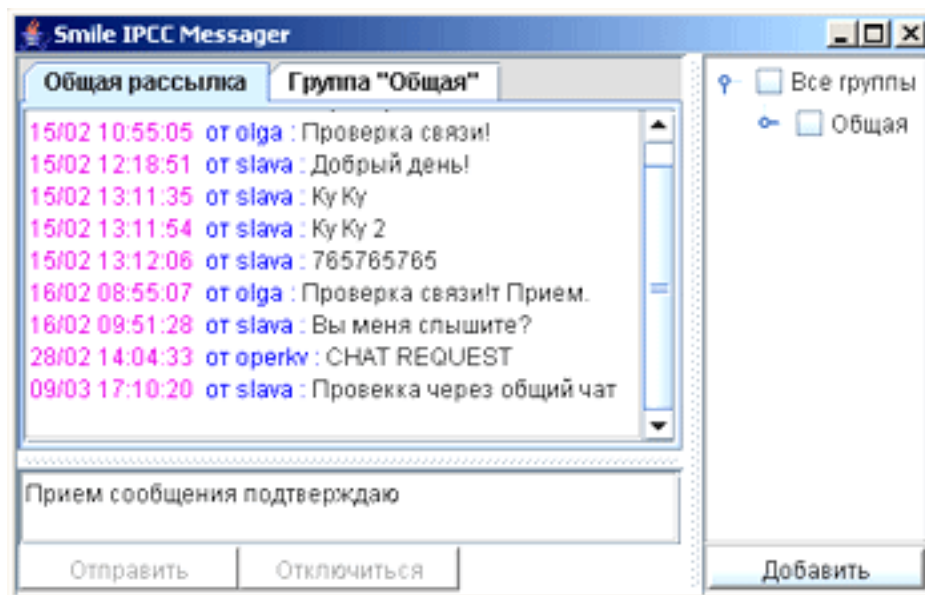 Smile IPCC Messager
Общая рассылка
Группа "Общая"
15/02 10:55:05 от olga : Проверка связи!
15/02 12:18:51 от slava : Добрый день!
15/02 13:11:35 от slava : Ку Ку
15/02 13:11:54 от slava : Ку Ку 2
15/02 13:12:06 от slava : 765765765
16/02 08:55:07 от olga : Проверка связи!т Прием.
16/02 09:51:28 от slava : Вы меня слышите?
28/02 14:04:33 от operkv : CHAT REQUEST
09/03 17:10:20 от slava : Провекка через общий чат
Прием сообщения подтверждаю
Отправить
Отключиться
Все группы
Общая
Добавить